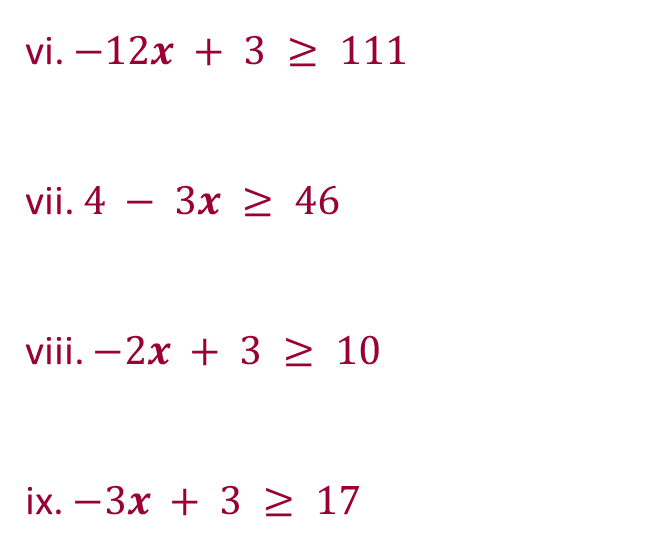 vi. −12x + 3 ≥ 111
vii. 4 − 3x ≥ 46
viii. −2x + 3 ≥ 10
ix. −3x + 3 ≥ 17